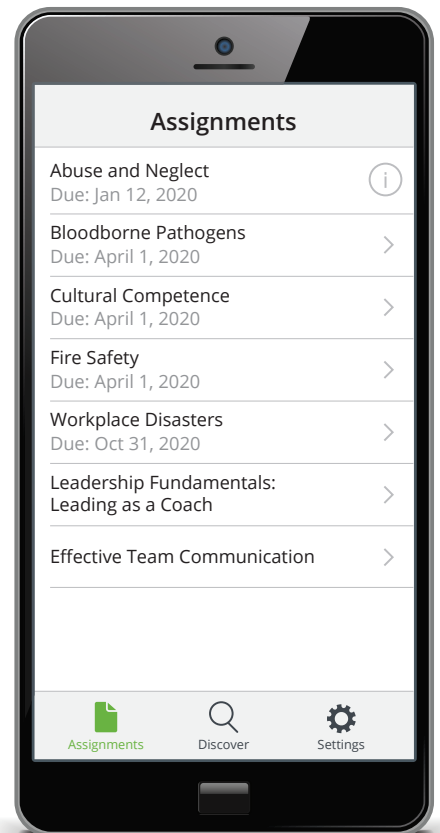 Assignments
Abuse and Neglect
Due: Jan 12, 2020
Bloodborne Pathogens
Due: April 1, 2020
Cultural Competence
Due: April 1, 2020
Fire Safety
Due: April 1, 2020
Workplace Disasters
Due: Oct 31, 2020
Leadership Fundamentals:
Leading as a Coach
Effective Team Communication
Assignments Discover Settings